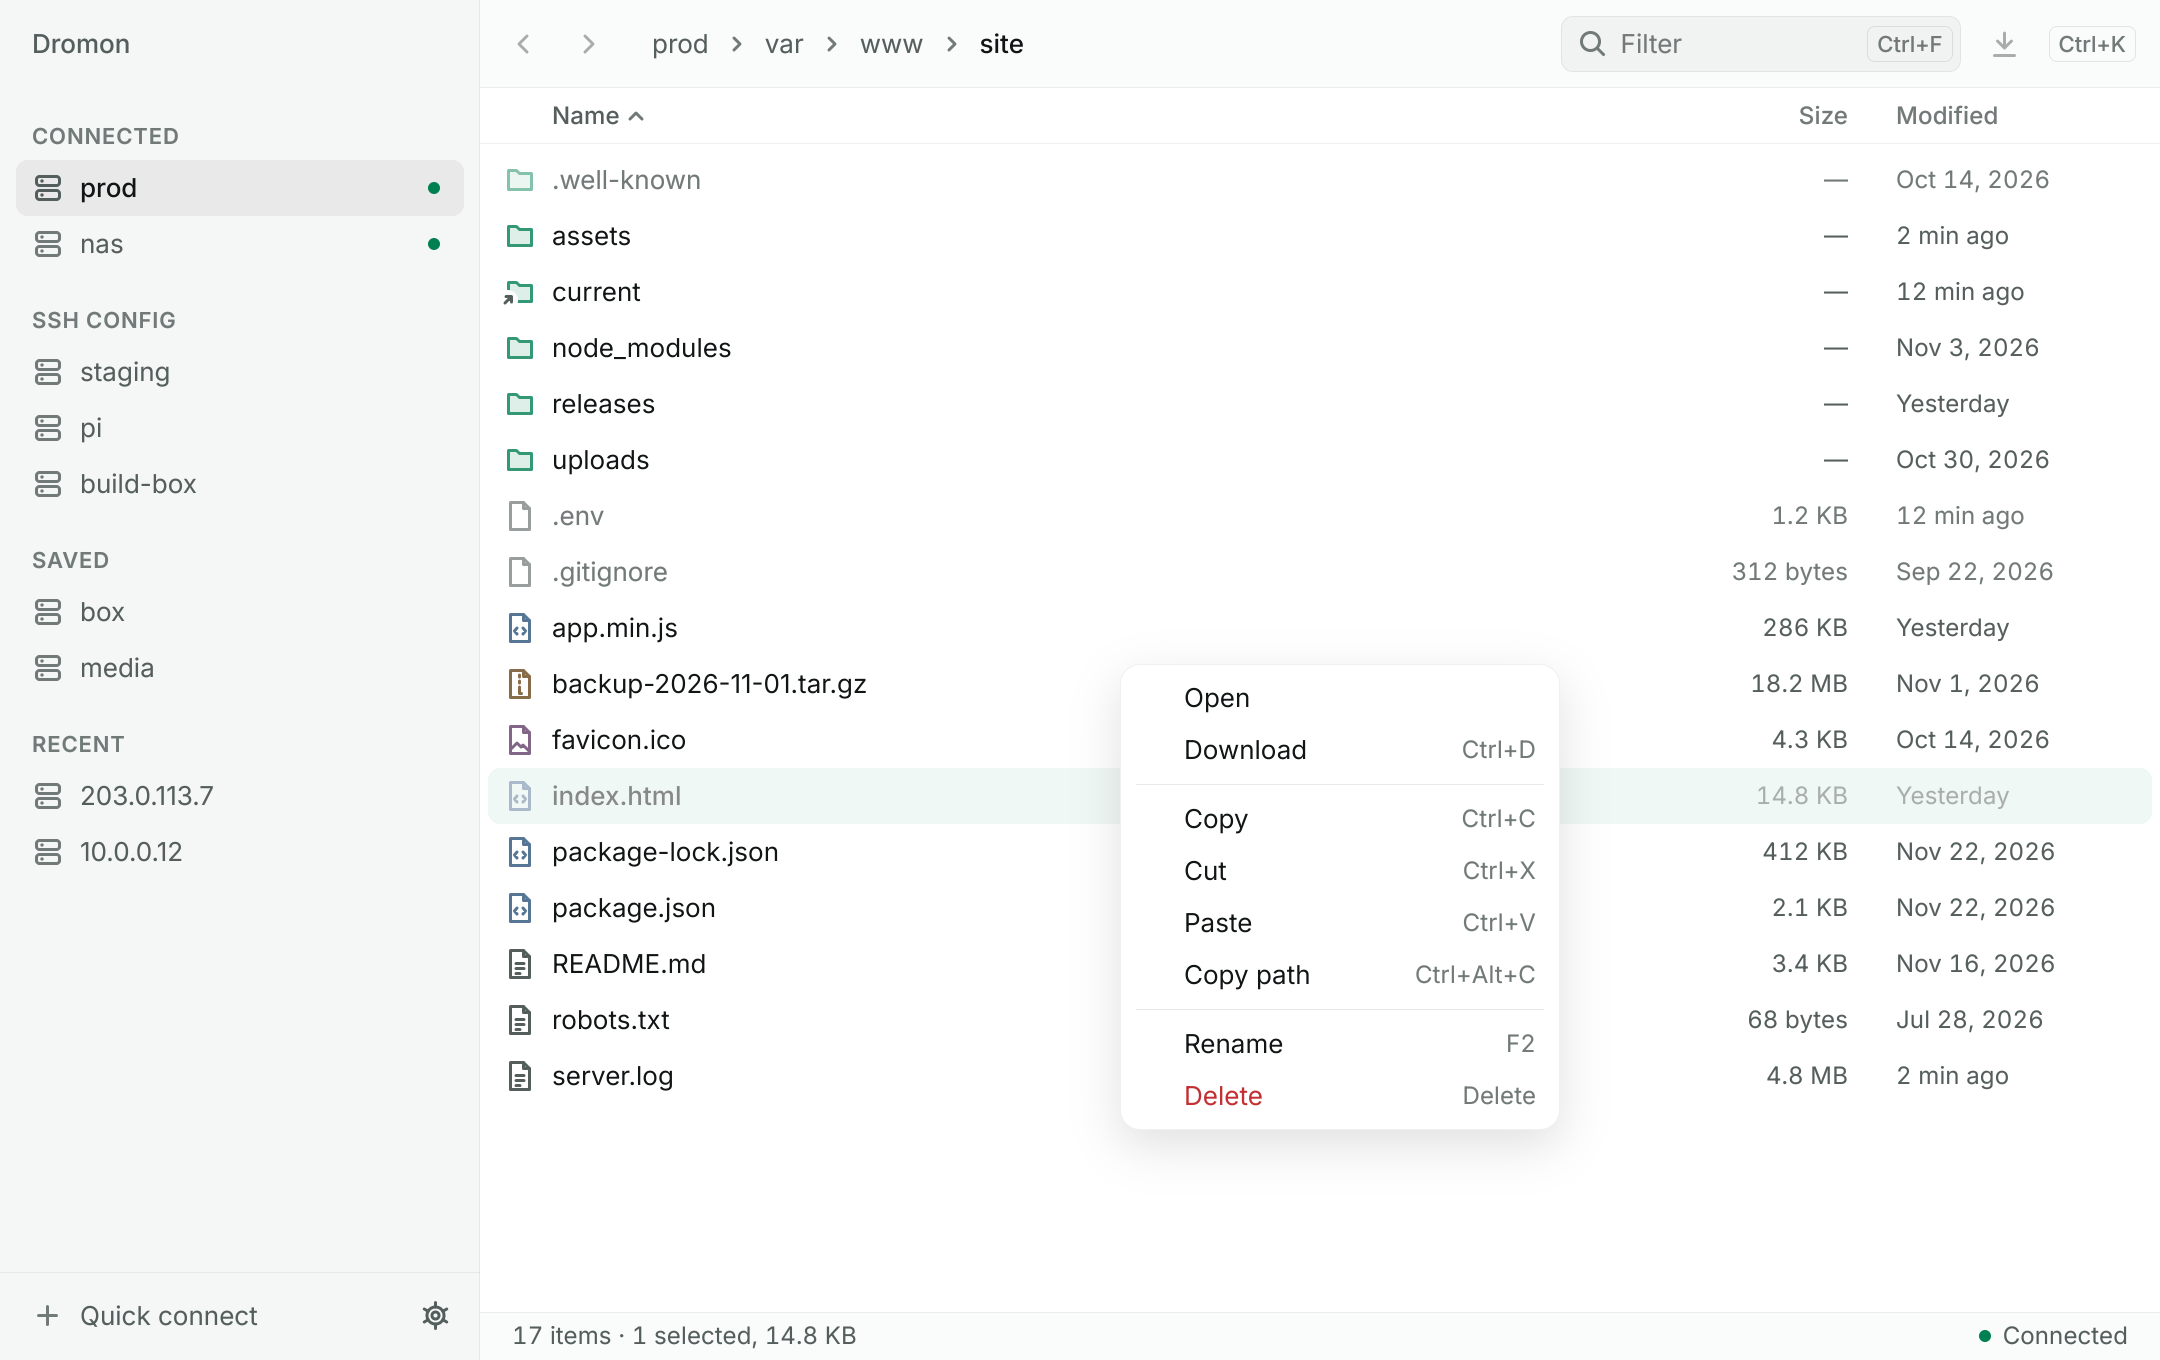 Dromon
CONNECTED
prod
nas
SSH CONFIG
staging
pi
build-box
SAVED
box
media
RECENT
203.0.113.7
10.0.0.12
Quick connect
prod var www site
Filter Ctrl+F
Ctrl+K
Name Size Modified
.well-known — Oct 14, 2026
assets — 2 min ago
current — 12 min ago
node_modules — Nov 3, 2026
releases — Yesterday
uploads — Oct 30, 2026
.env 1.2 KB 12 min ago
.gitignore 312 bytes Sep 22, 2026
app.min.js 286 KB Yesterday
backup-2026-11-01.tar.gz 18.2 MB Nov 1, 2026
favicon.ico 4.3 KB Oct 14, 2026
index.html 14.8 KB Yesterday
package-lock.json 412 KB Nov 22, 2026
package.json 2.1 KB Nov 22, 2026
README.md 3.4 KB Nov 16, 2026
robots.txt 68 bytes Jul 28, 2026
server.log 4.8 MB 2 min ago
Open
Download Ctrl+D
Copy Ctrl+C
Cut Ctrl+X
Paste Ctrl+V
Copy path Ctrl+Alt+C
Rename F2
Delete Delete
17 items · 1 selected, 14.8 KB
Connected